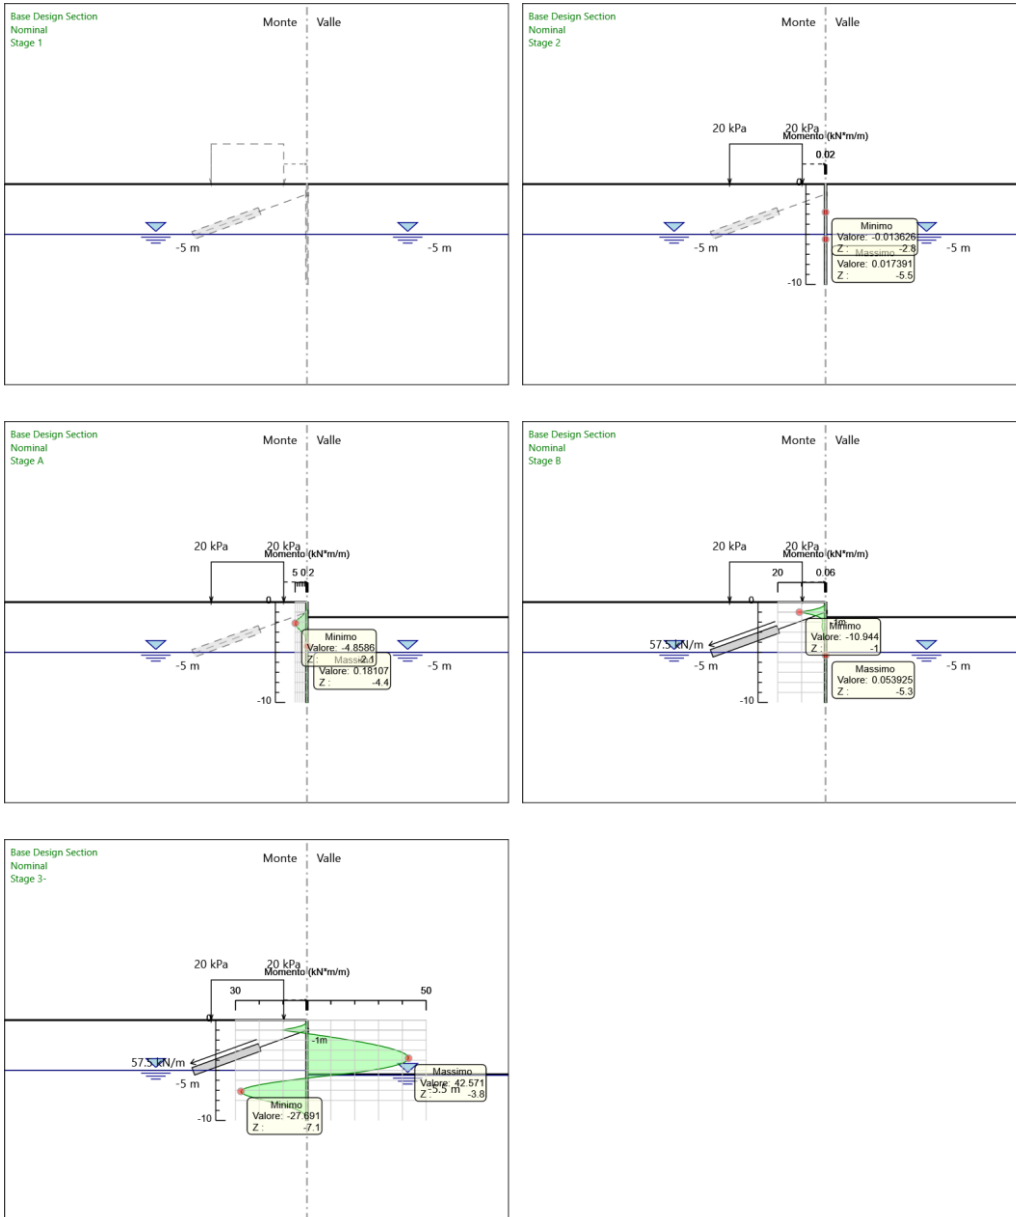 Base Design Section
Nominal
Stage 1
Monte
Valle
-5 m
-5 m
Base Design Section
Nominal
Stage 2
Monte
Valle
20 kPa
20 kPa
Momento (kN*m/m)
0.02
0
Minimo
Valore: -0.013626
Z : -2.8
Massimo
Valore: 0.017391
Z : -5.5
-5 m
-5 m
-10
Base Design Section
Nominal
Stage A
Monte
Valle
20 kPa
20 kPa
Momento (kN*m/m)
5
0.2
0
Minimo
Valore: -4.8586
Z : -2.1
Massimo
Valore: 0.18107
Z : -4.4
-5 m
-5 m
-10
Base Design Section
Nominal
Stage B
Monte
Valle
20 kPa
20 kPa
Momento (kN*m/m)
20
0.06
0
-1m
Minimo
Valore: -10.944
Z : -1
kN/m
-5 m
Massimo
Valore: 0.053925
Z : -5.3
-5 m
-10
Base Design Section
Nominal
Stage 3-
Monte
Valle
20 kPa
20 kPa
Momento (kN*m/m)
30
50
0
-1m
kN/m
-5 m
Massimo
Valore: 42.571
Z : -3.8
-5.5 m
Minimo
Valore: -27.691
Z : -7.1
-10